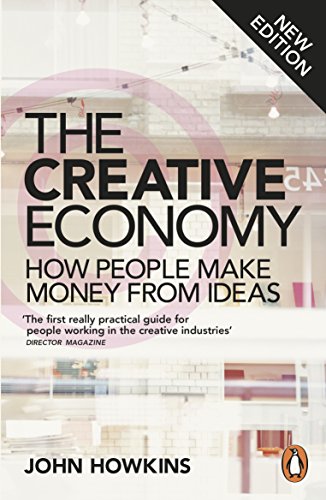 NEW
EDITION
THE
CREATIVE
ECONOMY
HOW PEOPLE MAKE
MONEY FROM IDEAS
'The first really practical guide for
people working in the creative industries'
DIRECTOR MAGAZINE
JOHN HOWKINS
245